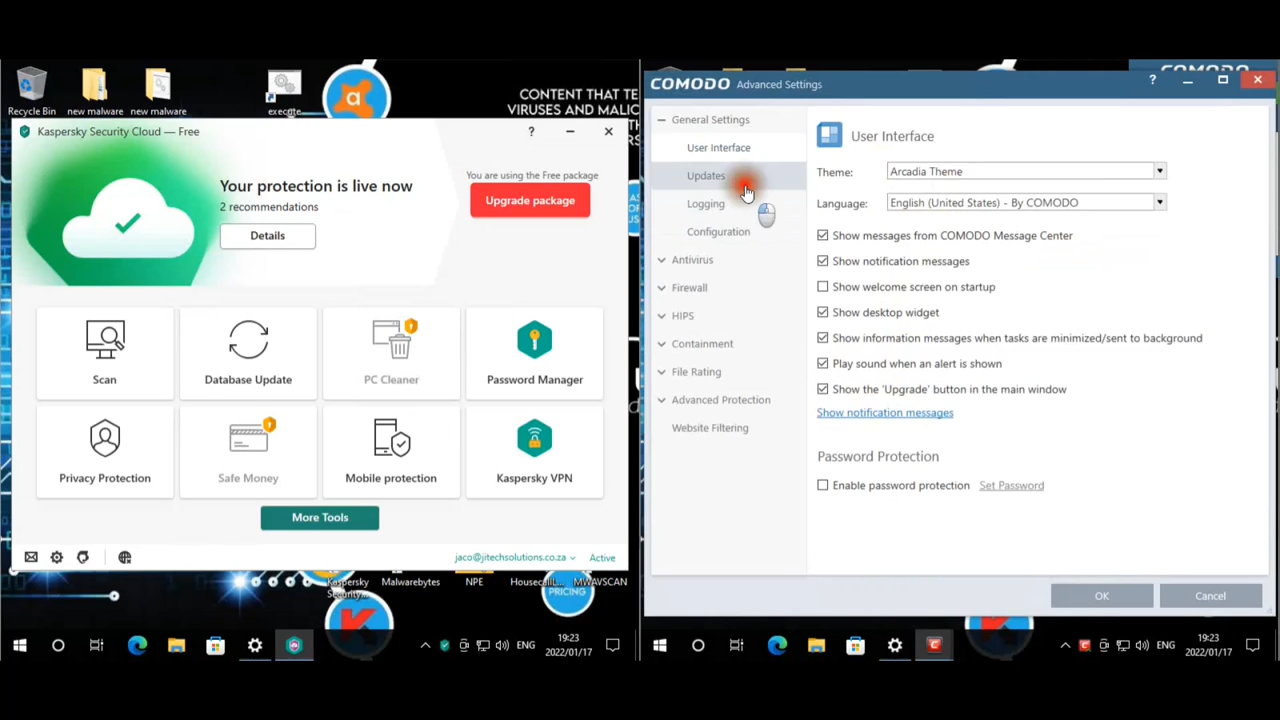 Recycle Bin
new malware
new malware
execute
a
CONTENT THAT TE
VIRUSES AND MALIC
Kaspersky Security Cloud — Free
?
Your protection is live now
2 recommendations
Details
You are using the Free package
Upgrade package
Scan
Database Update
PC Cleaner
Password Manager
Privacy Protection
Safe Money
Mobile protection
Kaspersky VPN
More Tools
jaco@jitechsolutions.co.za
Active
Kaspersky
Security...
Malwarebytes
NPE
HousecallL...
MWAVSCAN
PRICING
ENG
19:23
2022/01/17
COMODO Advanced Settings
?
General Settings
User Interface
Updates
Logging
Configuration
Antivirus
Firewall
HIPS
Containment
File Rating
Advanced Protection
Website Filtering
User Interface
Theme:
Arcadia Theme
Language:
English (United States) - By COMODO
Show messages from COMODO Message Center
Show notification messages
Show welcome screen on startup
Show desktop widget
Show information messages when tasks are minimized/sent to background
Play sound when an alert is shown
Show the 'Upgrade' button in the main window
Show notification messages
Password Protection
Enable password protection
Set Password
OK
Cancel
ENG
19:23
2022/01/17